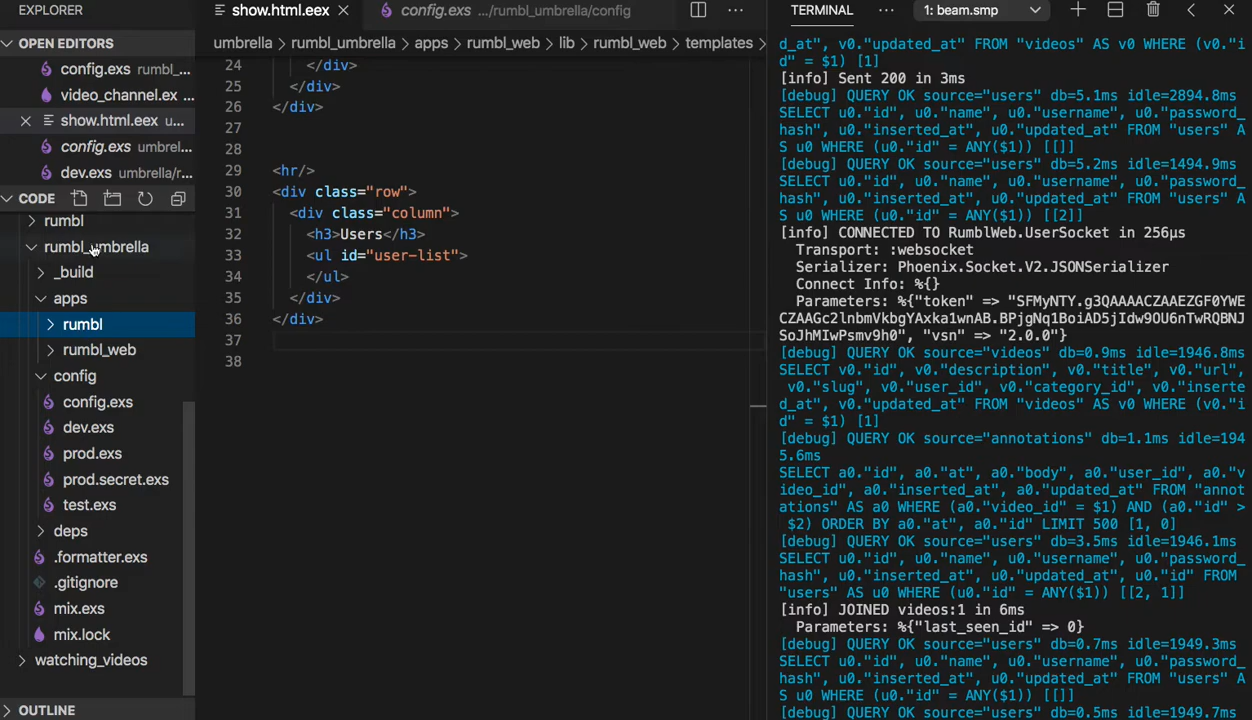 EXPLORER
OPEN EDITORS
config.exs rumbl_...
video_channel.ex ...
show.html.eex u...
config.exs umbrel...
dev.exs umbrella/r...
CODE
rumbl
rumbl_umbrella
_build
apps
rumbl
rumbl_web
config
config.exs
dev.exs
prod.exs
prod.secret.exs
test.exs
deps
.formatter.exs
.gitignore
mix.exs
mix.lock
watching_videos
OUTLINE
show.html.eex
config.exs .../rumbl_umbrella/config
umbrella > rumbl_umbrella > apps > rumbl_web > lib > rumbl_web > templates >
24 </div>
25 </div>
26 </div>
27
28
29 <hr/>
30 <div class="row">
31 <div class="column">
32 <h3>Users</h3>
33 <ul id="user-list">
34 </ul>
35 </div>
36 </div>
37
38
TERMINAL ... 1: beam.smp
d_at", v0."updated_at" FROM "videos" AS v0 WHERE (v0."i
d" = $1) [1]
[info] Sent 200 in 3ms
[debug] QUERY OK source="users" db=5.1ms idle=2894.8ms
SELECT u0."id", u0."name", u0."username", u0."password_
hash", u0."inserted_at", u0."updated_at" FROM "users" A
S u0 WHERE (u0."id" = ANY($1)) [[]]
[debug] QUERY OK source="users" db=5.2ms idle=1494.9ms
SELECT u0."id", u0."name", u0."username", u0."password_
hash", u0."inserted_at", u0."updated_at" FROM "users" A
S u0 WHERE (u0."id" = ANY($1)) [[2]]
[info] CONNECTED TO RumblWeb.UserSocket in 256µs
Transport: :websocket
Serializer: Phoenix.Socket.V2.JSONSerializer
Connect Info: %{}
Parameters: %{"token" => "SFMyNTY.g3QAAAACZAAEZGF0YWE
CZAAGc2lnbmVkbgYAxka1wnAB.BPjgNq1BoiAD5jIdw9OU6nTwRQBNJ
SoJhMIwPsmv9h0", "vsn" => "2.0.0"}
[debug] QUERY OK source="videos" db=0.9ms idle=1946.8ms
SELECT v0."id", v0."description", v0."title", v0."url",
v0."slug", v0."user_id", v0."category_id", v0."inserte
d_at", v0."updated_at" FROM "videos" AS v0 WHERE (v0."i
d" = $1) [1]
[debug] QUERY OK source="annotations" db=1.1ms idle=194
5.6ms
SELECT a0."id", a0."at", a0."body", a0."user_id", a0."v
ideo_id", a0."inserted_at", a0."updated_at" FROM "annot
ations" AS a0 WHERE (a0."video_id" = $1) AND (a0."id" >
$2) ORDER BY a0."at", a0."id" LIMIT 500 [1, 0]
[debug] QUERY OK source="users" db=3.5ms idle=1946.1ms
SELECT u0."id", u0."name", u0."username", u0."password_
hash", u0."inserted_at", u0."updated_at", u0."id" FROM
"users" AS u0 WHERE (u0."id" = ANY($1)) [[2, 1]]
[info] JOINED videos:1 in 6ms
Parameters: %{"last_seen_id" => 0}
[debug] QUERY OK source="users" db=0.7ms idle=1949.3ms
SELECT u0."id", u0."name", u0."username", u0."password_
hash", u0."inserted_at", u0."updated_at" FROM "users" A
S u0 WHERE (u0."id" = ANY($1)) [[]]
[debug] QUERY OK source="users" db=0.5ms idle=1949.7ms